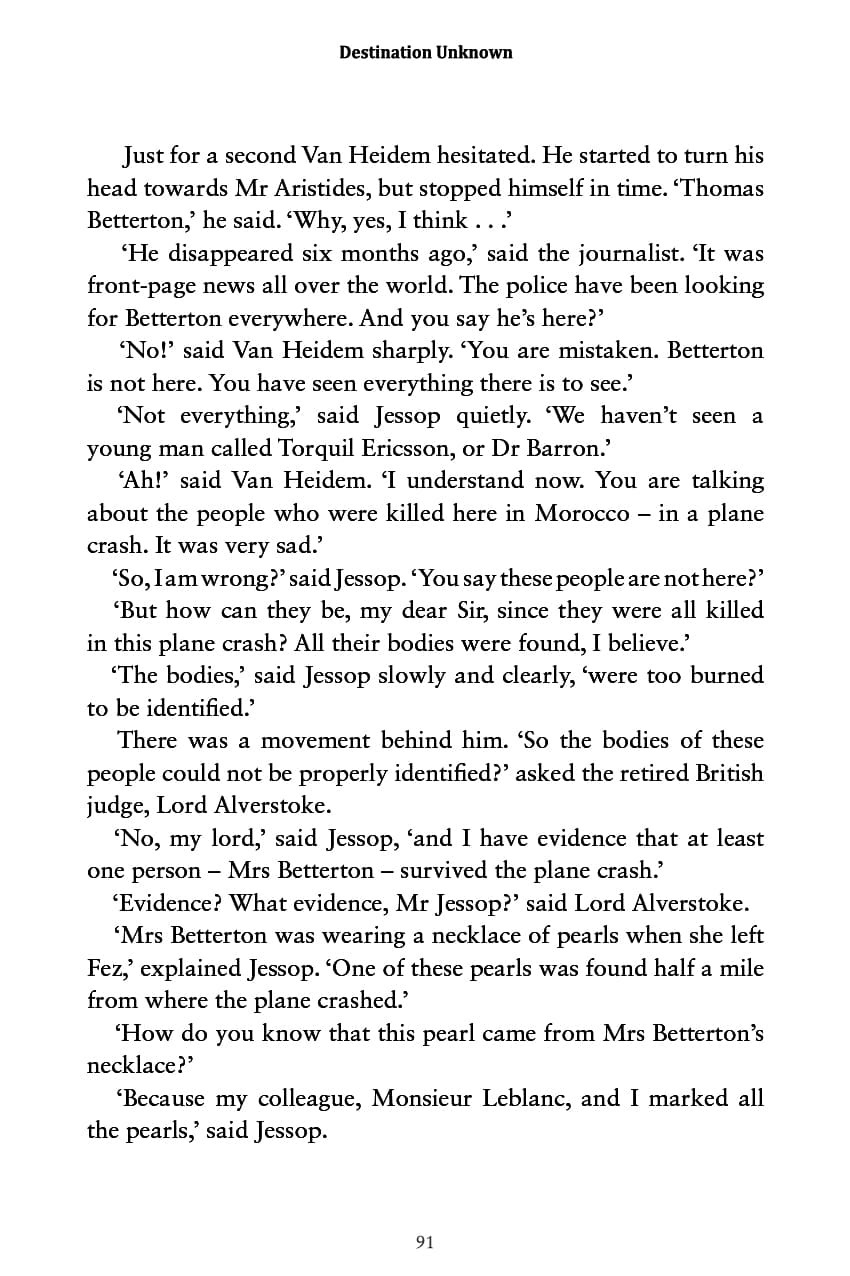 Destination Unknown
Just for a second Van Heidem hesitated. He started to turn his
head towards Mr Aristides, but stopped himself in time. ‘Thomas
Betterton,’ he said. ‘Why, yes, I think . . .’
‘He disappeared six months ago,’ said the journalist. ‘It was
front-page news all over the world. The police have been looking
for Betterton everywhere. And you say he’s here?’
‘No!’ said Van Heidem sharply. ‘You are mistaken. Betterton
is not here. You have seen everything there is to see.’
‘Not everything,’ said Jessop quietly. ‘We haven’t seen a
young man called Torquil Ericsson, or Dr Barron.’
‘Ah!’ said Van Heidem. ‘I understand now. You are talking
about the people who were killed here in Morocco – in a plane
crash. It was very sad.’
‘So, I am wrong?’ said Jessop. ‘You say these people are not here?’
‘But how can they be, my dear Sir, since they were all killed
in this plane crash? All their bodies were found, I believe.’
‘The bodies,’ said Jessop slowly and clearly, ‘were too burned
to be identified.’
There was a movement behind him. ‘So the bodies of these
people could not be properly identified?’ asked the retired British
judge, Lord Alverstoke.
‘No, my lord,’ said Jessop, ‘and I have evidence that at least
one person – Mrs Betterton – survived the plane crash.’
‘Evidence? What evidence, Mr Jessop?’ said Lord Alverstoke.
‘Mrs Betterton was wearing a necklace of pearls when she left
Fez,’ explained Jessop. ‘One of these pearls was found half a mile
from where the plane crashed.’
‘How do you know that this pearl came from Mrs Betterton’s
necklace?’
‘Because my colleague, Monsieur Leblanc, and I marked all
the pearls,’ said Jessop.
91